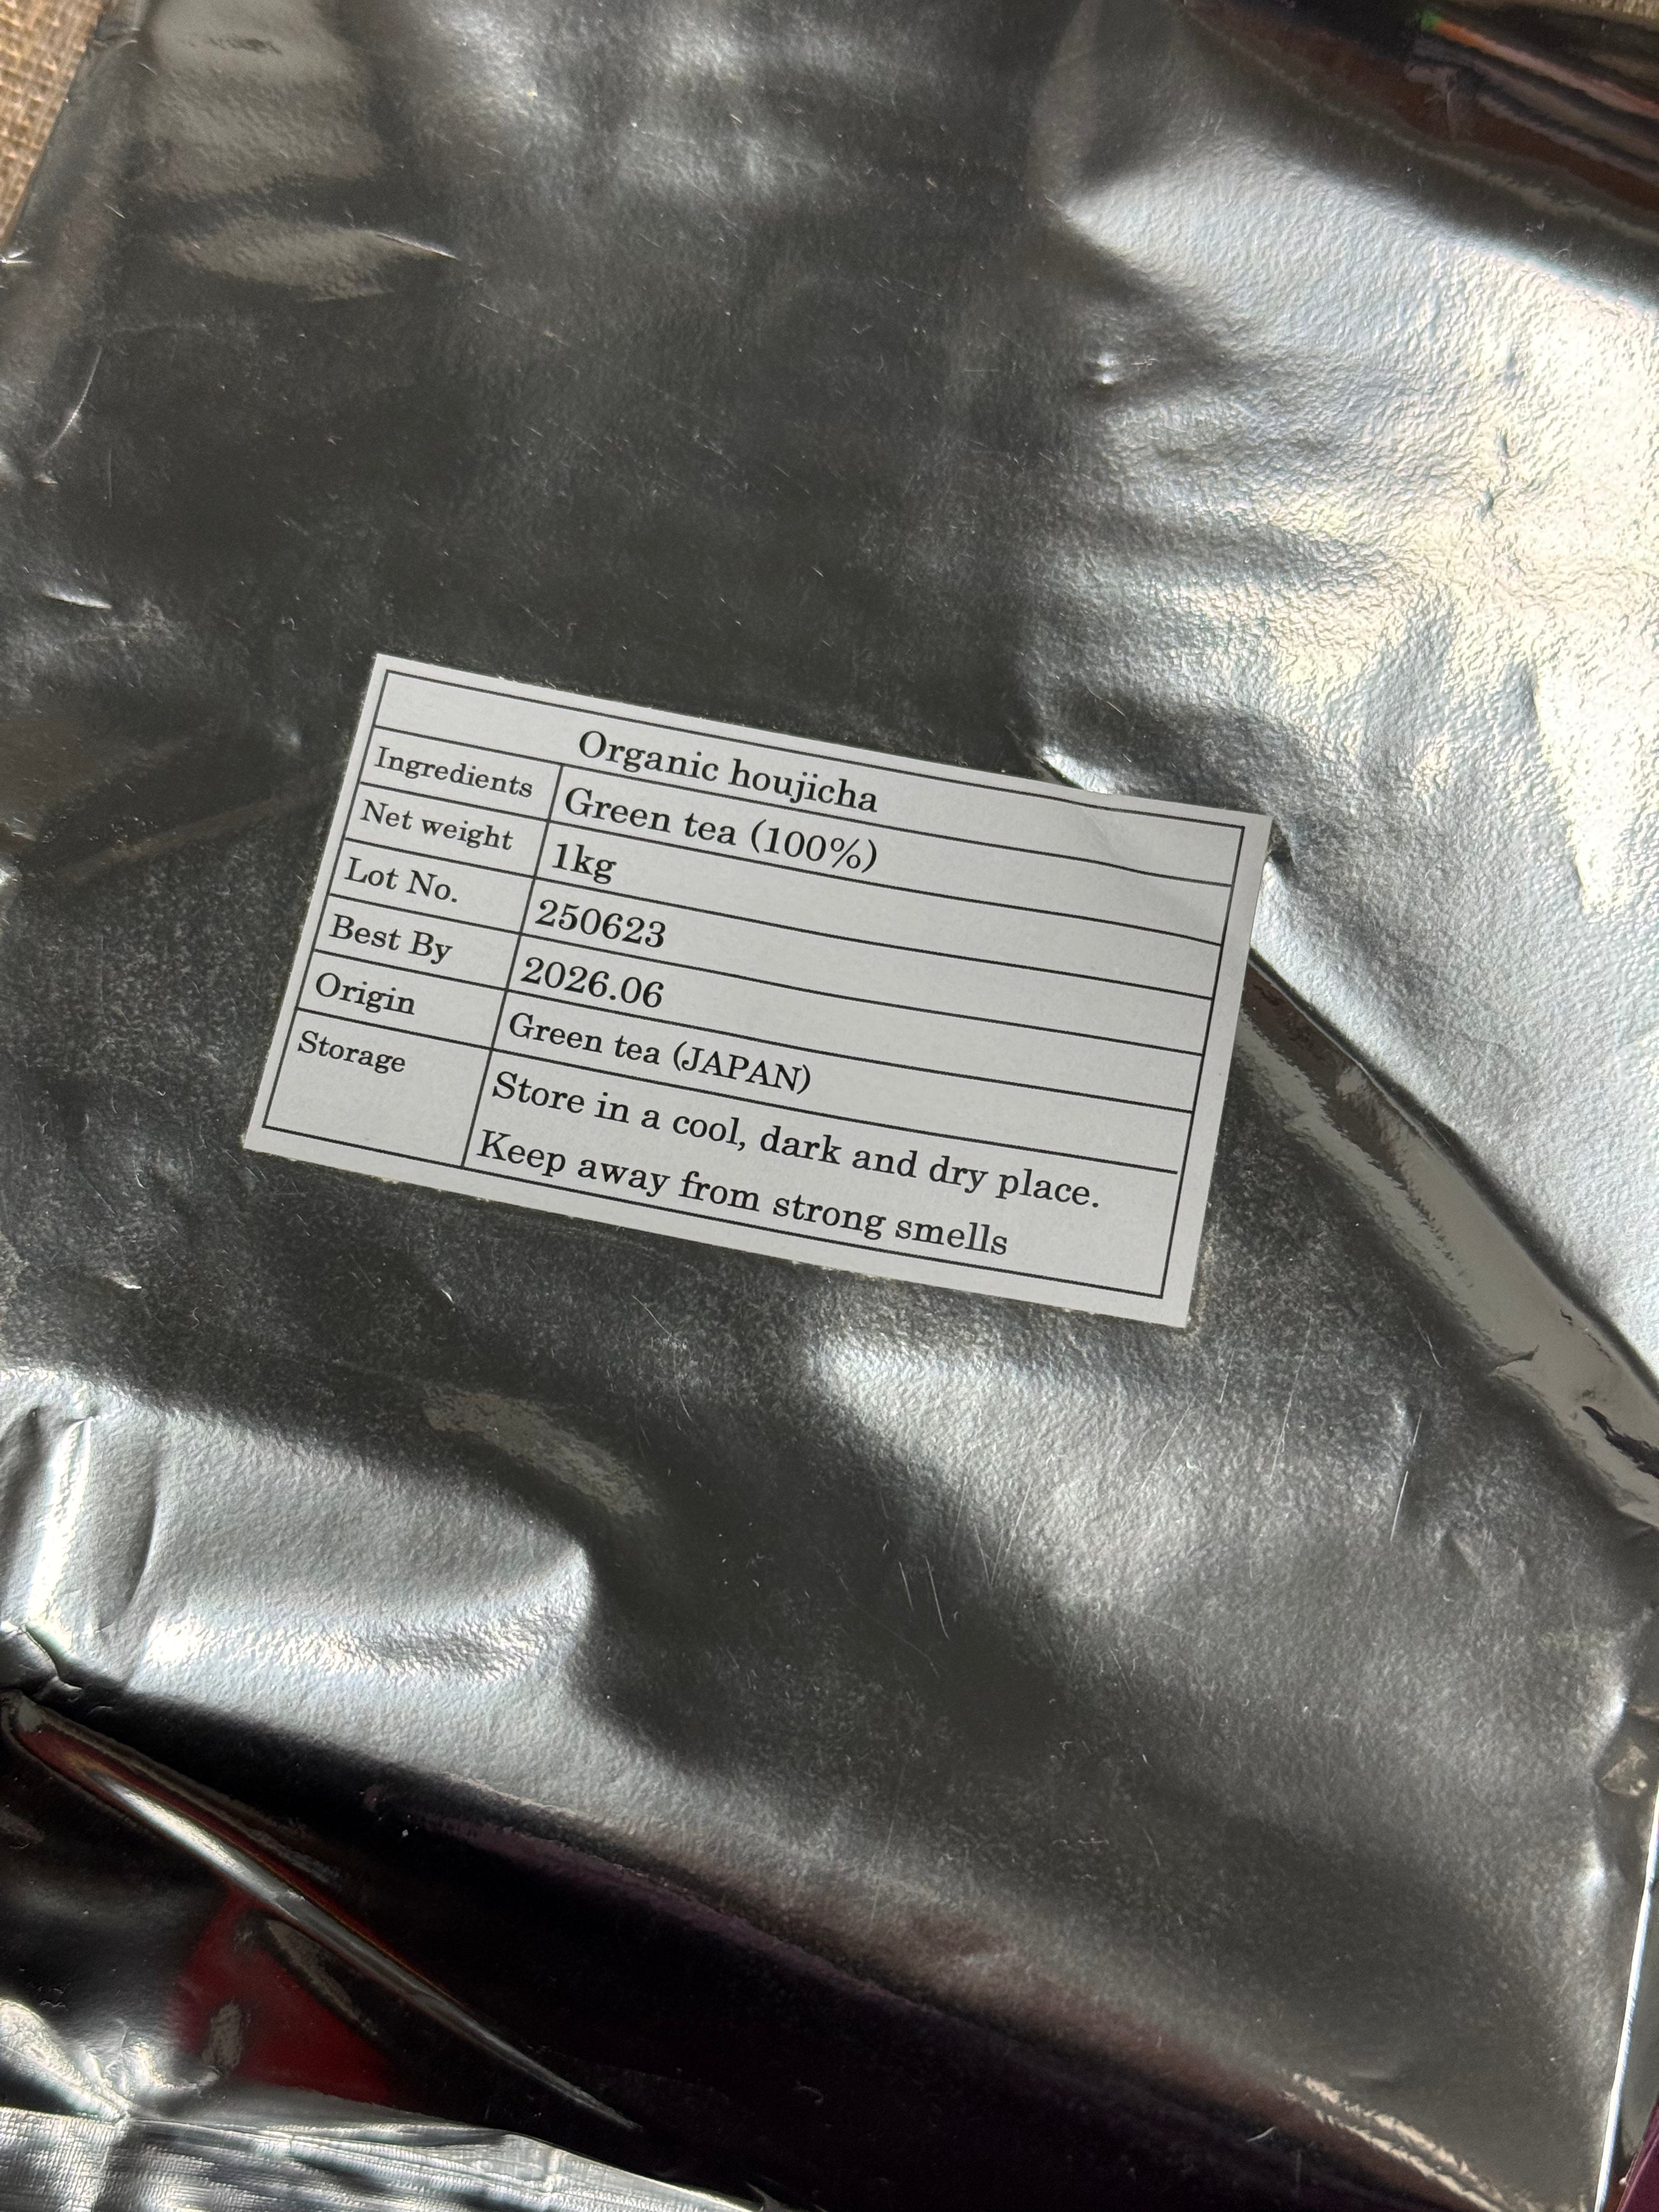 Organic houjicha
Ingredients Green tea (100%)
Net weight 1kg
Lot No. 250623
Best By 2026.06
Origin Green tea (JAPAN)
Storage Store in a cool, dark and dry place.
Keep away from strong smells